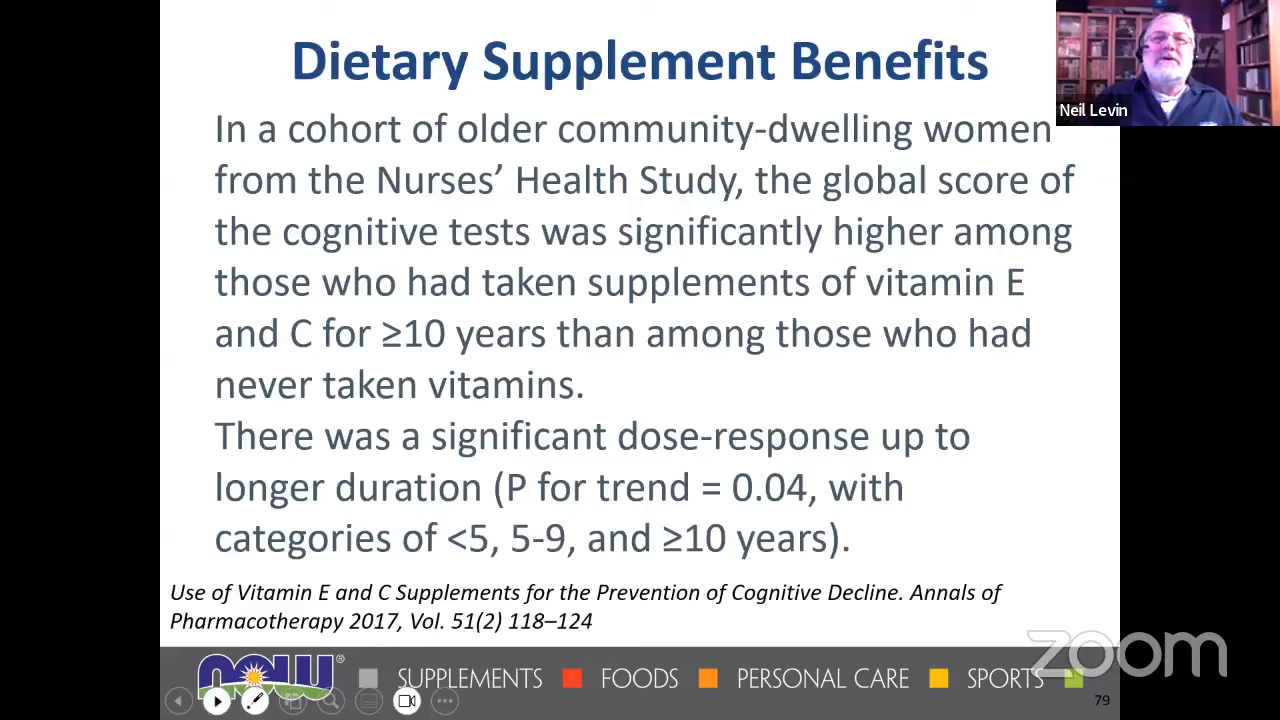 Dietary Supplement Benefits
Neil Levin
In a cohort of older community-dwelling women
from the Nurses’ Health Study, the global score of
the cognitive tests was significantly higher among
those who had taken supplements of vitamin E
and C for ≥10 years than among those who had
never taken vitamins.
There was a significant dose-response up to
longer duration (P for trend = 0.04, with
categories of <5, 5-9, and ≥10 years).
Use of Vitamin E and C Supplements for the Prevention of Cognitive Decline. Annals of
Pharmacotherapy 2017, Vol. 51(2) 118–124
zoom
NOW® SUPPLEMENTS FOODS PERSONAL CARE SPORTS
79